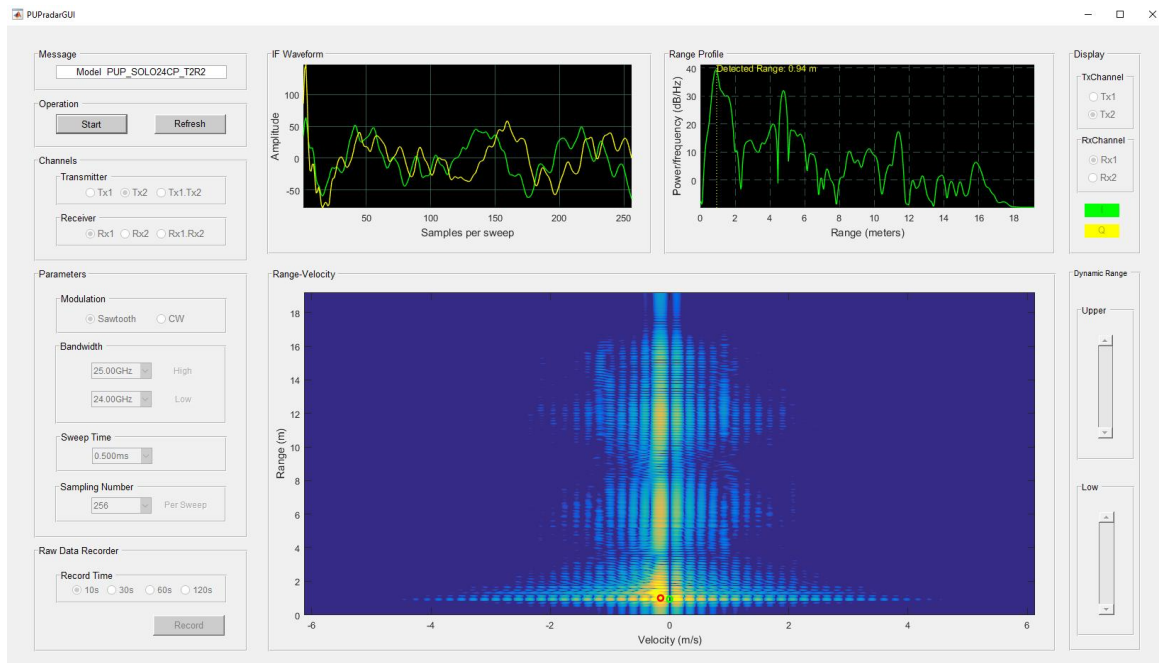 PUPradarGUI
Message
Model PUP_SOLO24CP_T2R2
Operation
Start
Refresh
Channels
Transmitter
Tx1
Tx2
Tx1.Tx2
Receiver
Rx1
Rx2
Rx1.Rx2
IF Waveform
Amplitude
100
50
0
-50
50
100
150
200
250
Samples per sweep
Range Profile
Detected Range: 0.94 m
Power/frequency (dB/Hz)
40
30
20
10
0
0
2
4
6
8
10
12
14
16
18
Range (meters)
Display
TxChannel
Tx1
Tx2
RxChannel
Rx1
Rx2
I
Q
Parameters
Modulation
Sawtooth
CW
Bandwidth
25.00GHz
High
24.00GHz
Low
Sweep Time
0.500ms
Sampling Number
256
Per Sweep
Raw Data Recorder
Record Time
10s
30s
60s
120s
Record
Range-Velocity
Range (m)
18
16
14
12
10
8
6
4
2
0
-6
-4
-2
0
2
4
6
Velocity (m/s)
Dynamic Range
Upper
Low